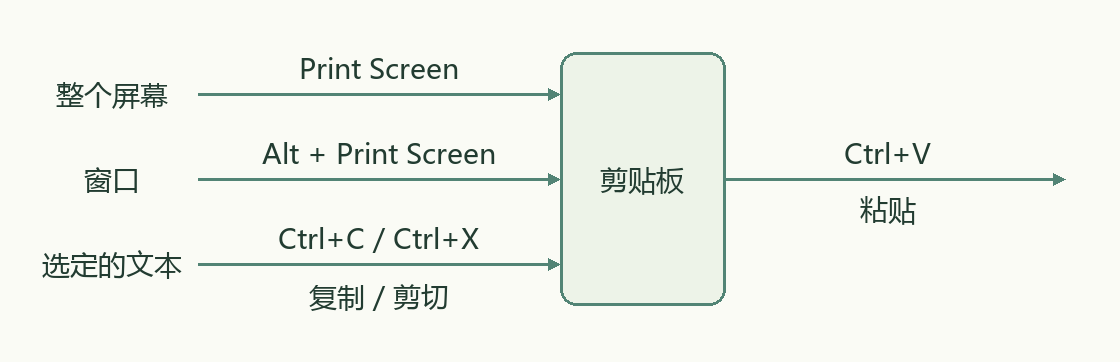 Print Screen
整个屏幕
Alt + Print Screen
窗口
Ctrl+C / Ctrl+X
选定的文本
复制 / 剪切
剪贴板
Ctrl+V
粘贴